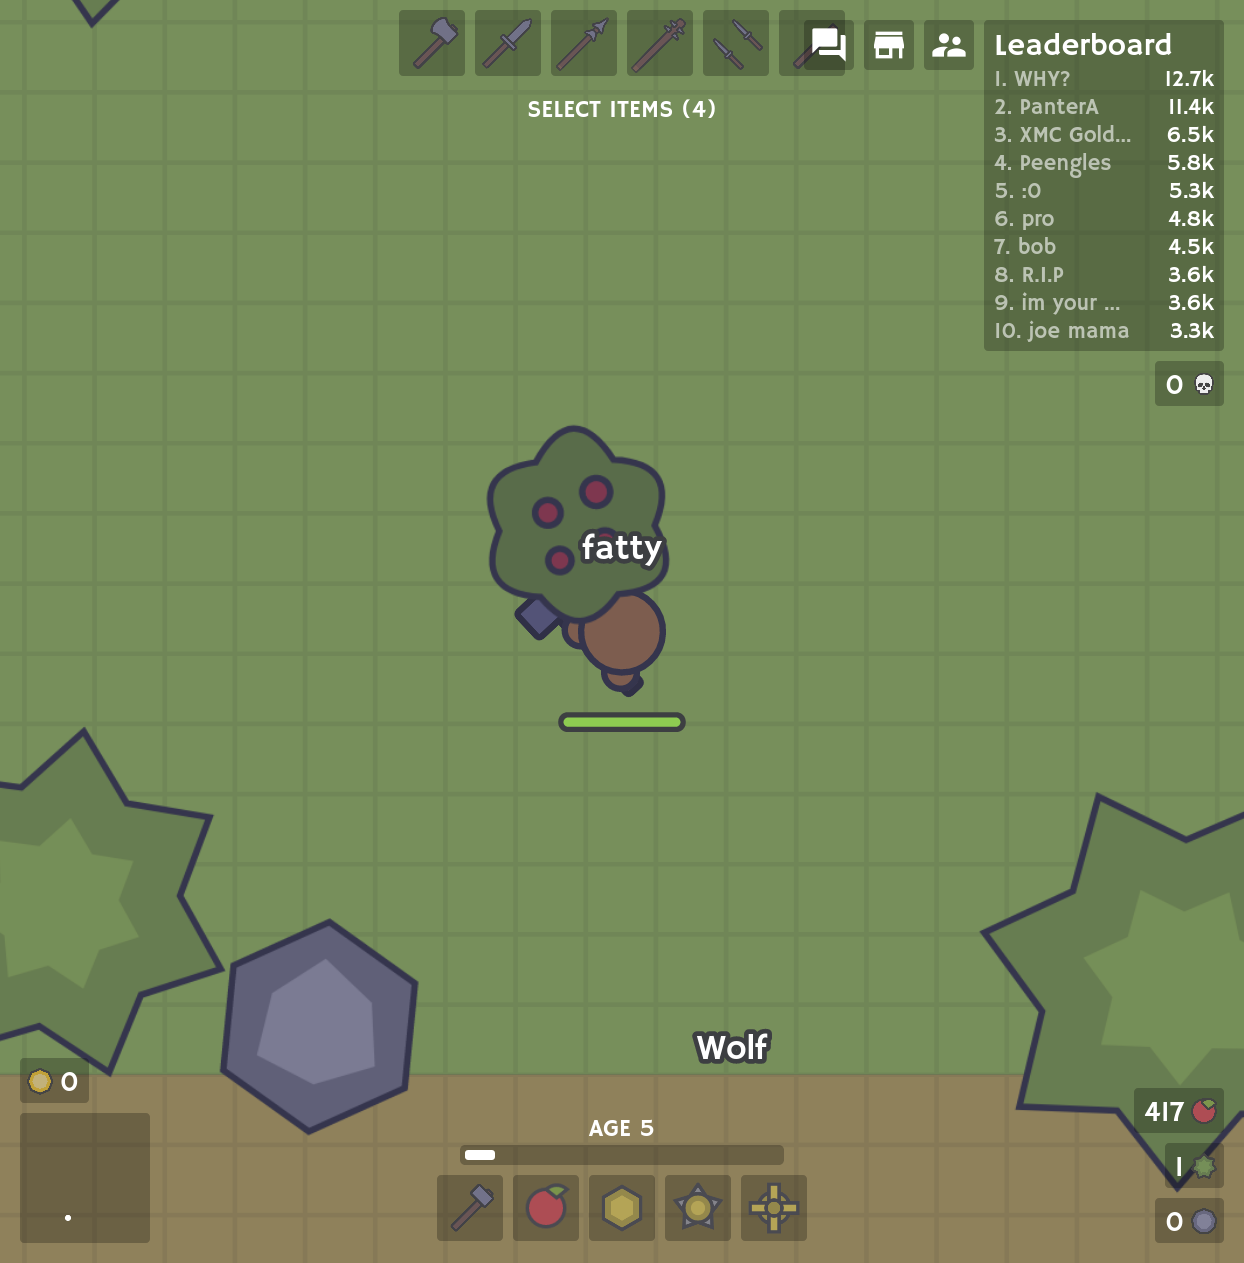 SELECT ITEMS (4)
Leaderboard
1. WHY? 12.7k
2. PanterA 11.4k
3. XMC Gold... 6.5k
4. Peengles 5.8k
5. :0 5.3k
6. pro 4.8k
7. bob 4.5k
8. R.I.P 3.6k
9. im your ... 3.6k
10. joe mama 3.3k
0
fatty
Wolf
0
AGE 5
417
1
0